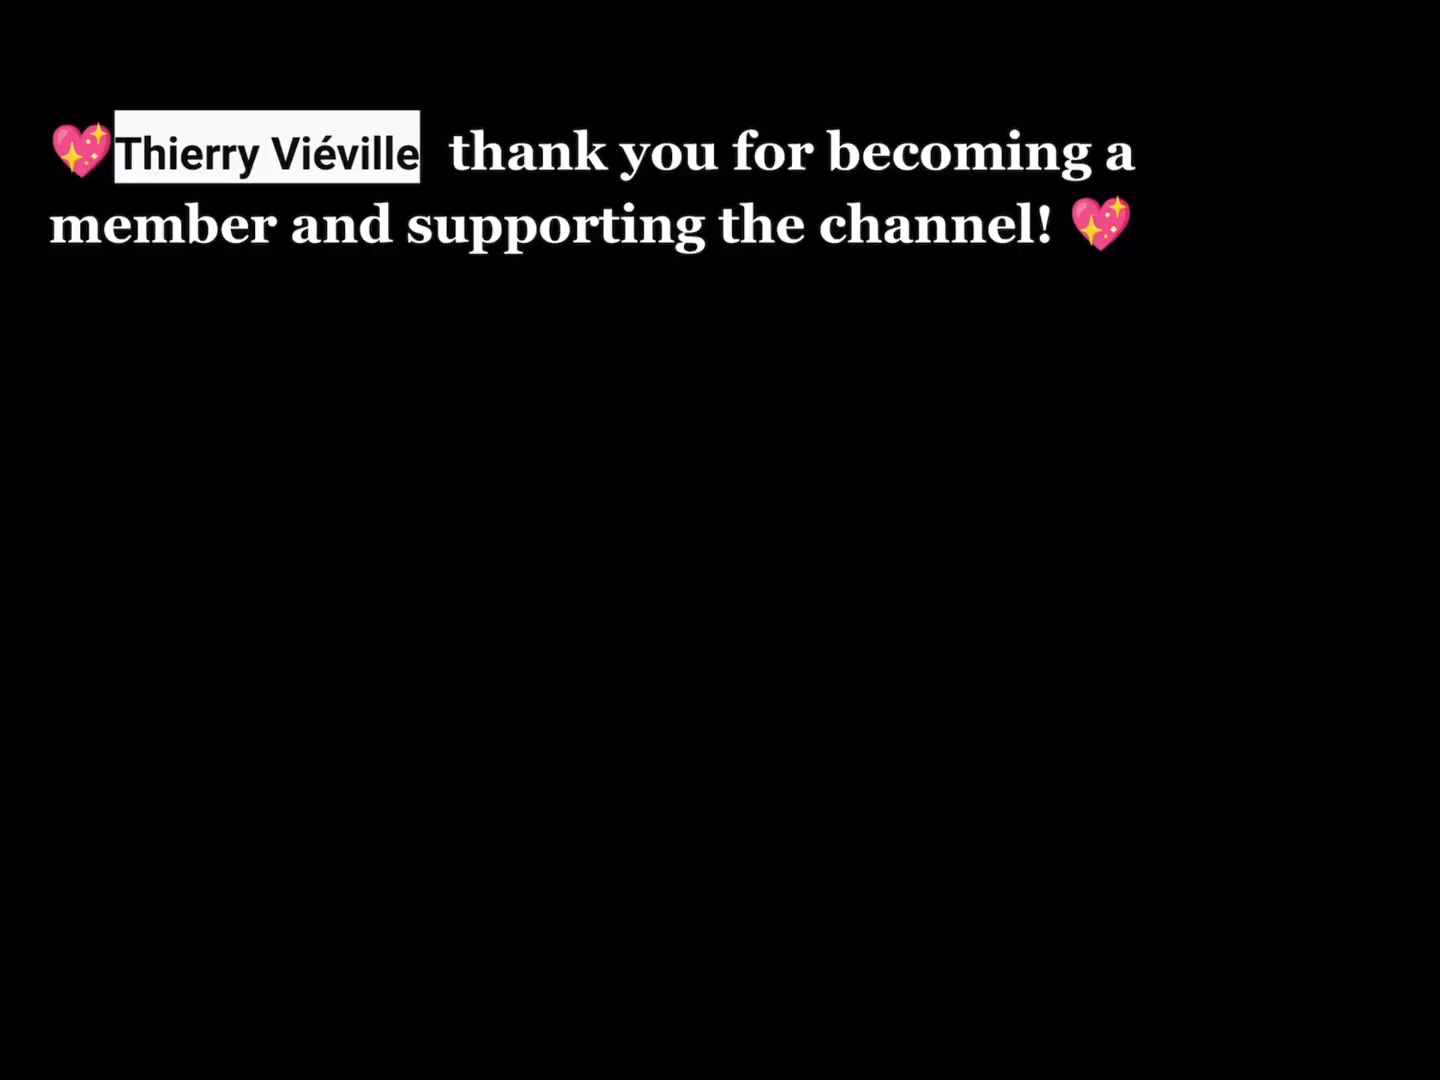 💖Thierry Viéville thank you for becoming a
member and supporting the channel! 💖